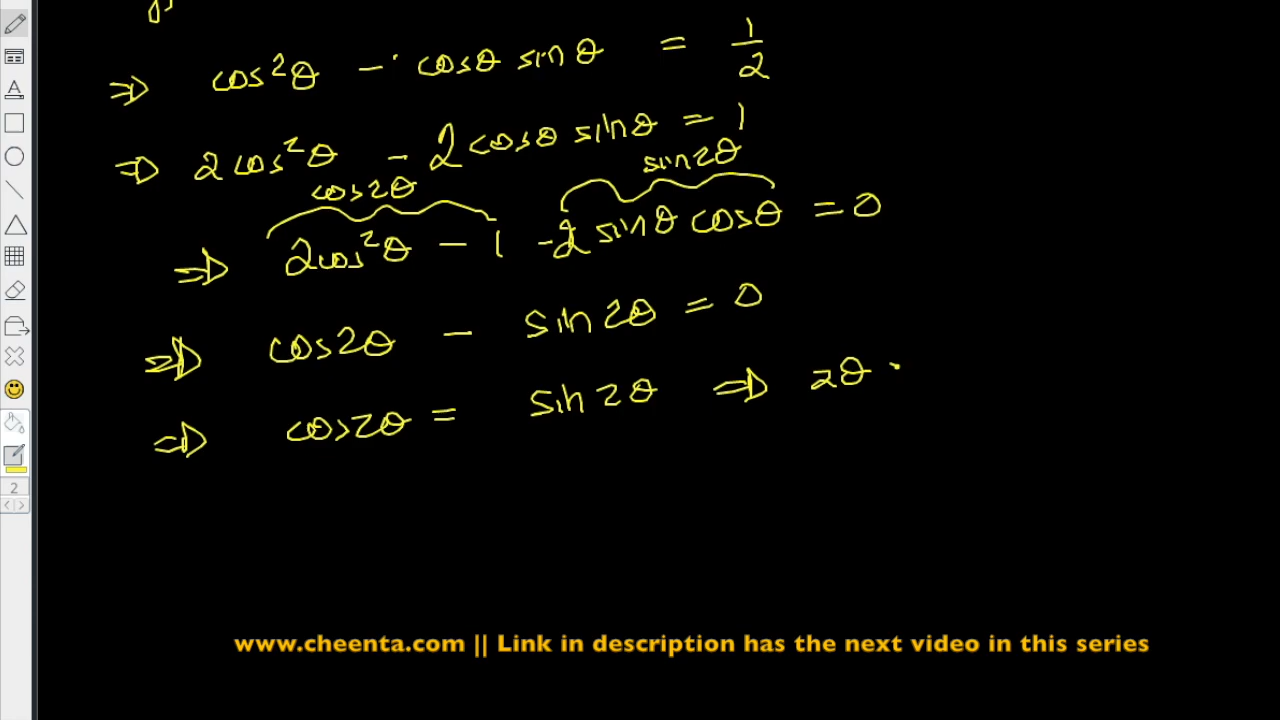 ⇒ cos²θ - cosθ sinθ = 1/2
⇒ 2cos²θ - 2cosθ sinθ = 1
cos2θ sin2θ
⇒ 2cos²θ - 1 - 2sinθ cosθ = 0
⇒ cos2θ - sin2θ = 0
⇒ cos2θ = sin2θ ⇒ 2θ
2
www.cheenta.com || Link in description has the next video in this series